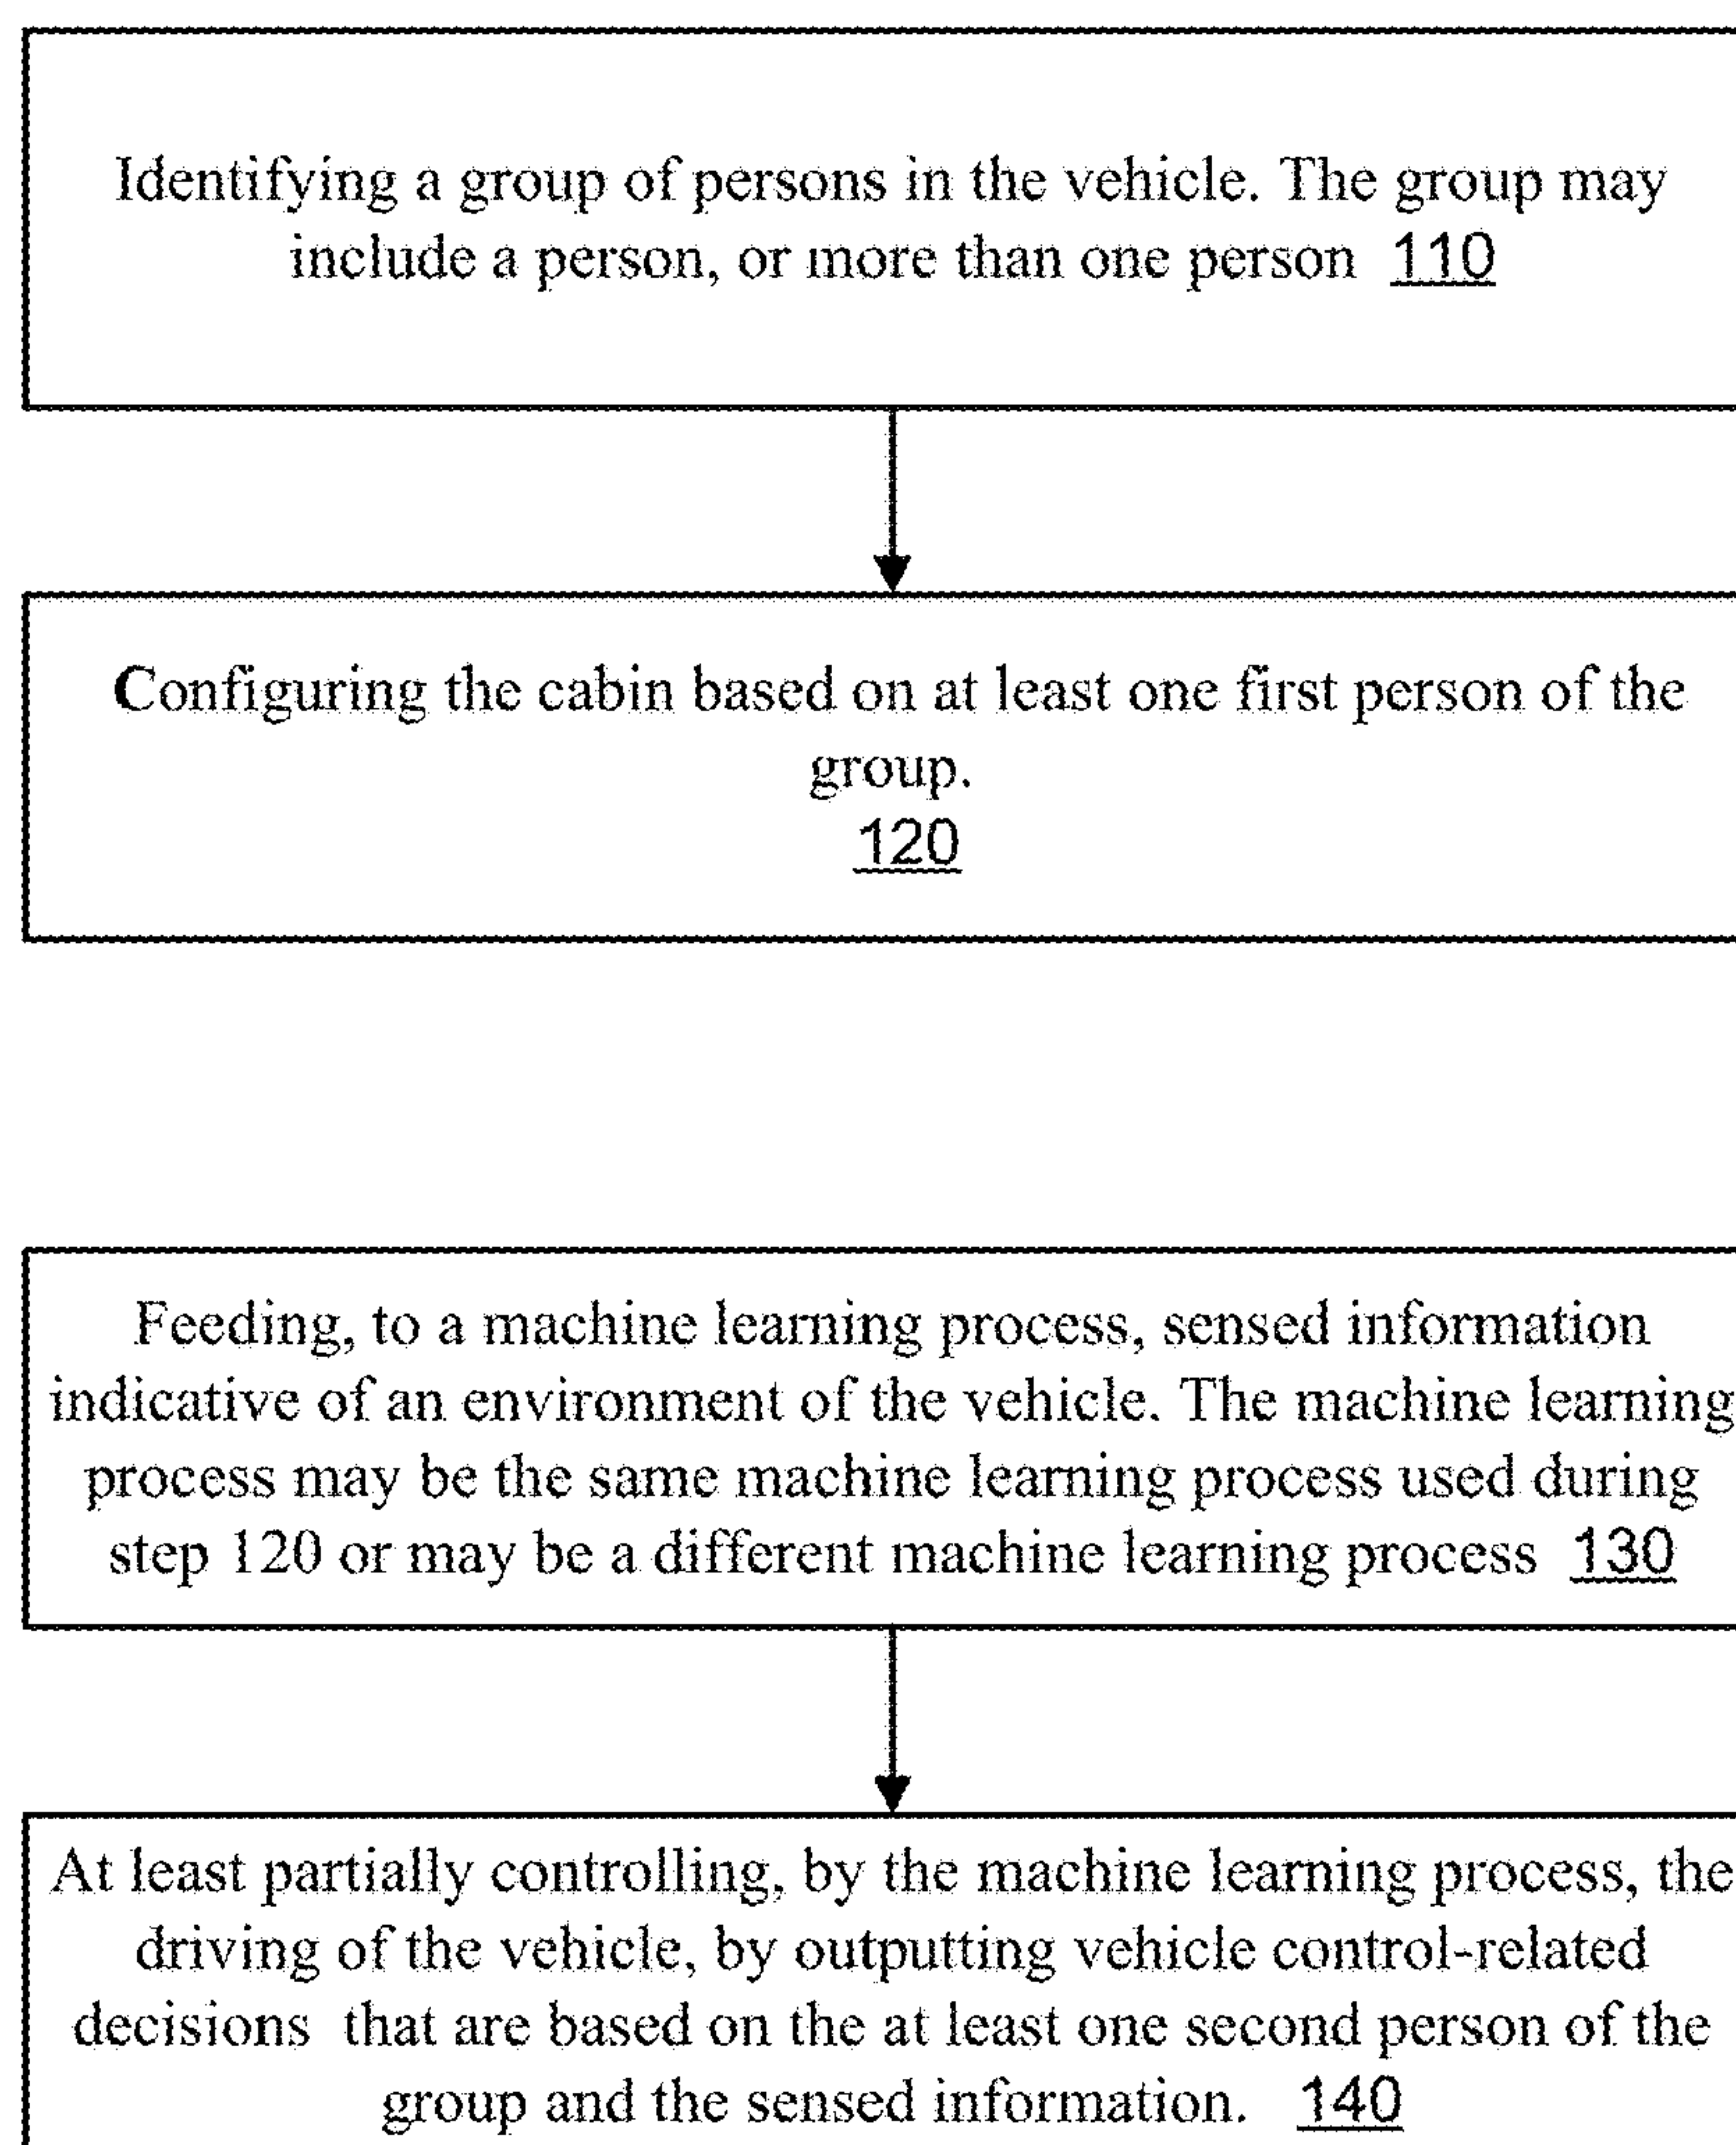 Identifying a group of persons in the vehicle. The group may
include a person, or more than one person 110
Configuring the cabin based on at least one first person of the
group.
120
Feeding, to a machine learning process, sensed information
indicative of an environment of the vehicle. The machine learning
process may be the same machine learning process used during
step 120 or may be a different machine learning process 130
At least partially controlling, by the machine learning process, the
driving of the vehicle, by outputting vehicle control-related
decisions that are based on the at least one second person of the
group and the sensed information. 140